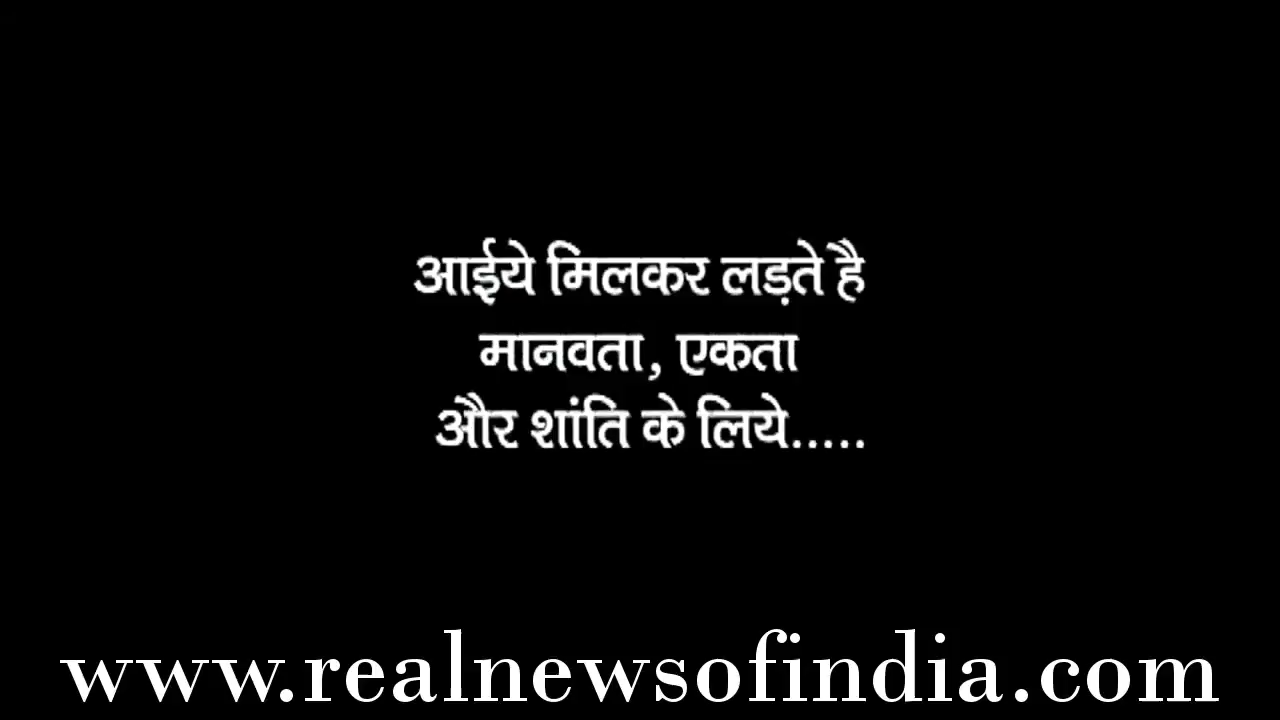 आईये मिलकर लड़ते है
मानवता, एकता
और शांति के लिये.....
www.realnewsofindia.com